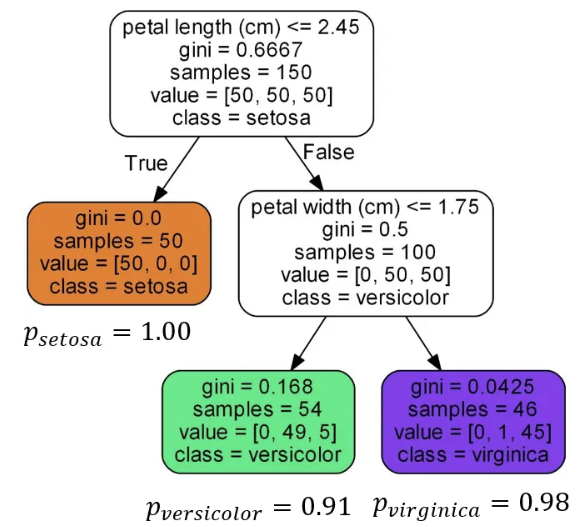 petal length (cm) <= 2.45
gini = 0.6667
samples = 150
value = [50, 50, 50]
class = setosa
True
False
gini = 0.0
samples = 50
value = [50, 0, 0]
class = setosa
p_setosa = 1.00
petal width (cm) <= 1.75
gini = 0.5
samples = 100
value = [0, 50, 50]
class = versicolor
gini = 0.168
samples = 54
value = [0, 49, 5]
class = versicolor
p_versicolor = 0.91
gini = 0.0425
samples = 46
value = [0, 1, 45]
class = virginica
p_virginica = 0.98